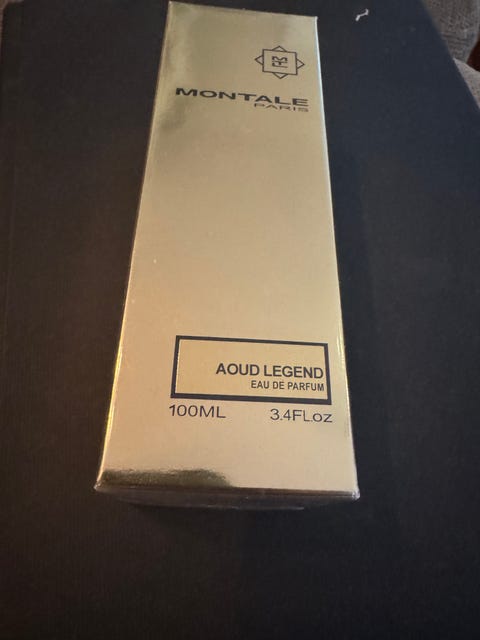 MONTALE
PARIS
AOUD LEGEND
EAU DE PARFUM
100ML 3.4FLoz